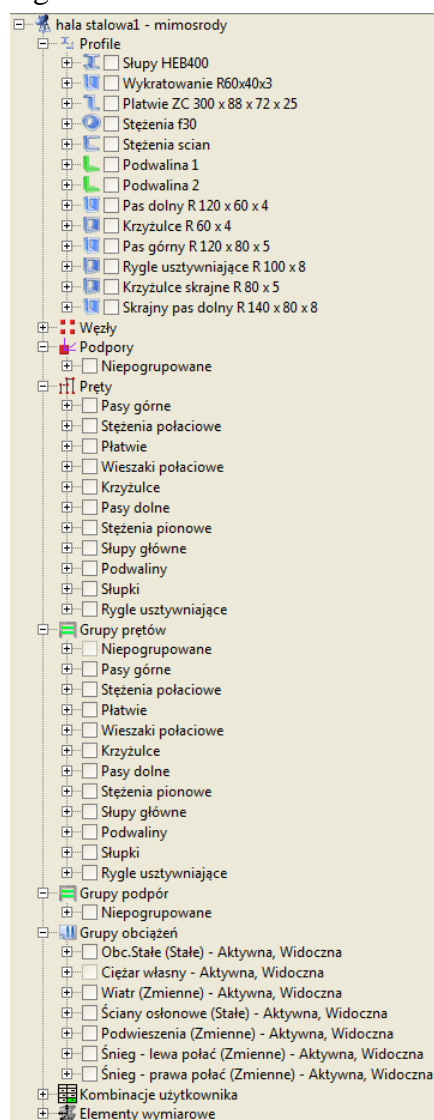 hala stalowa1 - mimosrody
Profile
Słupy HEB400
Wykratowanie R60x40x3
Platwie ZC 300 x 88 x 72 x 25
Stężenia f30
Stężenia scian
Podwalina 1
Podwalina 2
Pas dolny R 120 x 60 x 4
Krzyżulce R 60 x 4
Pas górny R 120 x 80 x 5
Rygle usztywniające R 100 x 8
Krzyżulce skrajne R 80 x 5
Skrajny pas dolny R 140 x 80 x 8
Węzły
Podpory
Niepogrupowane
Pręty
Pasy górne
Stężenia połaciowe
Płatwie
Wieszaki połaciowe
Krzyżulce
Pasy dolne
Stężenia pionowe
Słupy główne
Podwaliny
Słupki
Rygle usztywniające
Grupy prętów
Niepogrupowane
Pasy górne
Stężenia połaciowe
Płatwie
Wieszaki połaciowe
Krzyżulce
Pasy dolne
Stężenia pionowe
Słupy główne
Podwaliny
Słupki
Rygle usztywniające
Grupy podpór
Niepogrupowane
Grupy obciążeń
Obc.Stałe (Stałe) - Aktywna, Widoczna
Ciężar własny - Aktywna, Widoczna
Wiatr (Zmienne) - Aktywna, Widoczna
Ściany osłonowe (Stałe) - Aktywna, Widoczna
Podwieszenia (Zmienne) - Aktywna, Widoczna
Śnieg - lewa połać (Zmienne) - Aktywna, Widoczna
Śnieg - prawa połać (Zmienne) - Aktywna, Widoczna
Kombinacje użytkownika
Elementy wymiarowe